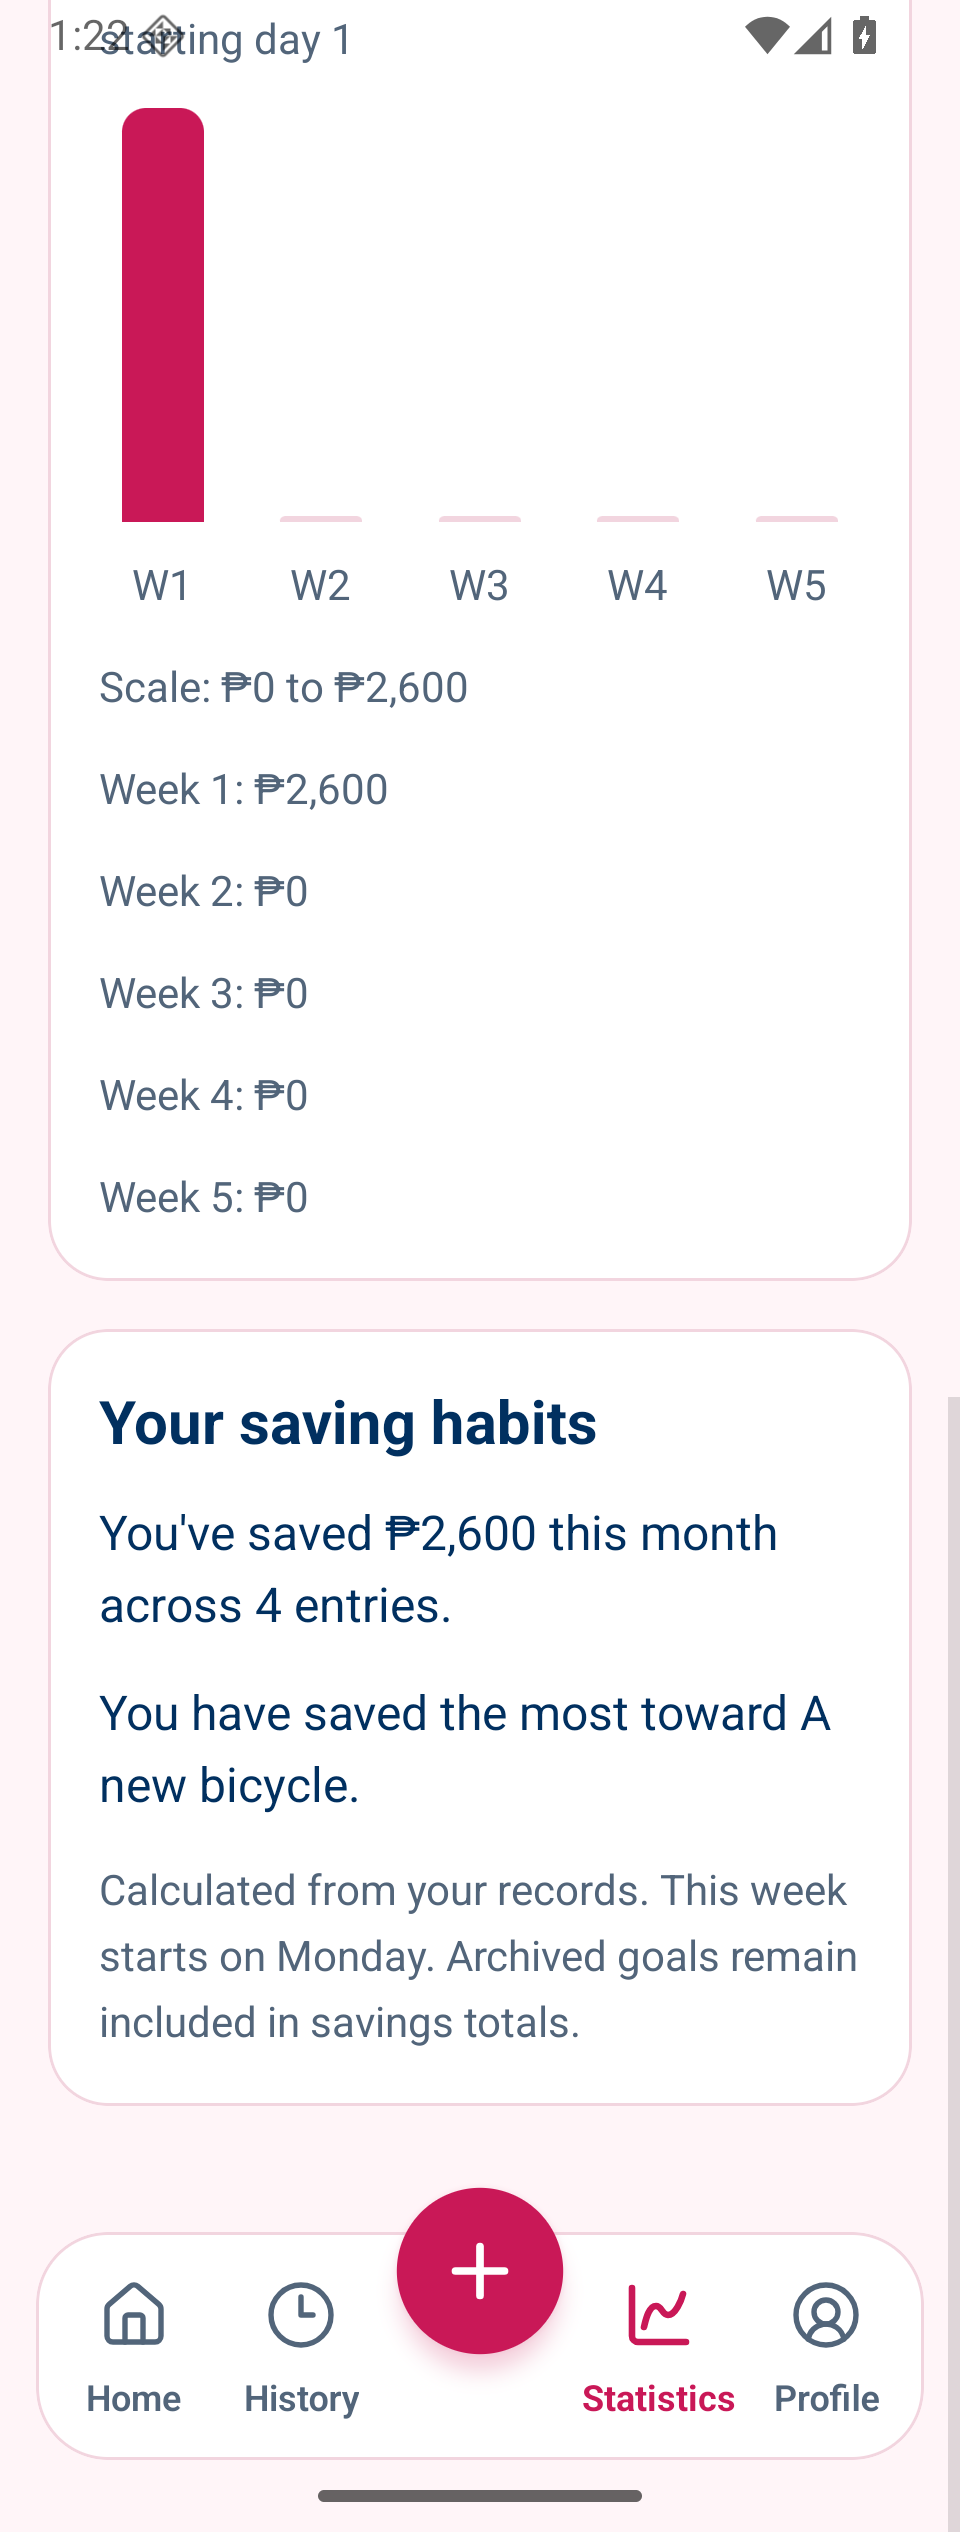 1:22
starting day 1
W1 W2 W3 W4 W5
Scale: ₱0 to ₱2,600
Week 1: ₱2,600
Week 2: ₱0
Week 3: ₱0
Week 4: ₱0
Week 5: ₱0
Your saving habits
You've saved ₱2,600 this month
across 4 entries.
You have saved the most toward A
new bicycle.
Calculated from your records. This week
starts on Monday. Archived goals remain
included in savings totals.
Home History Statistics Profile